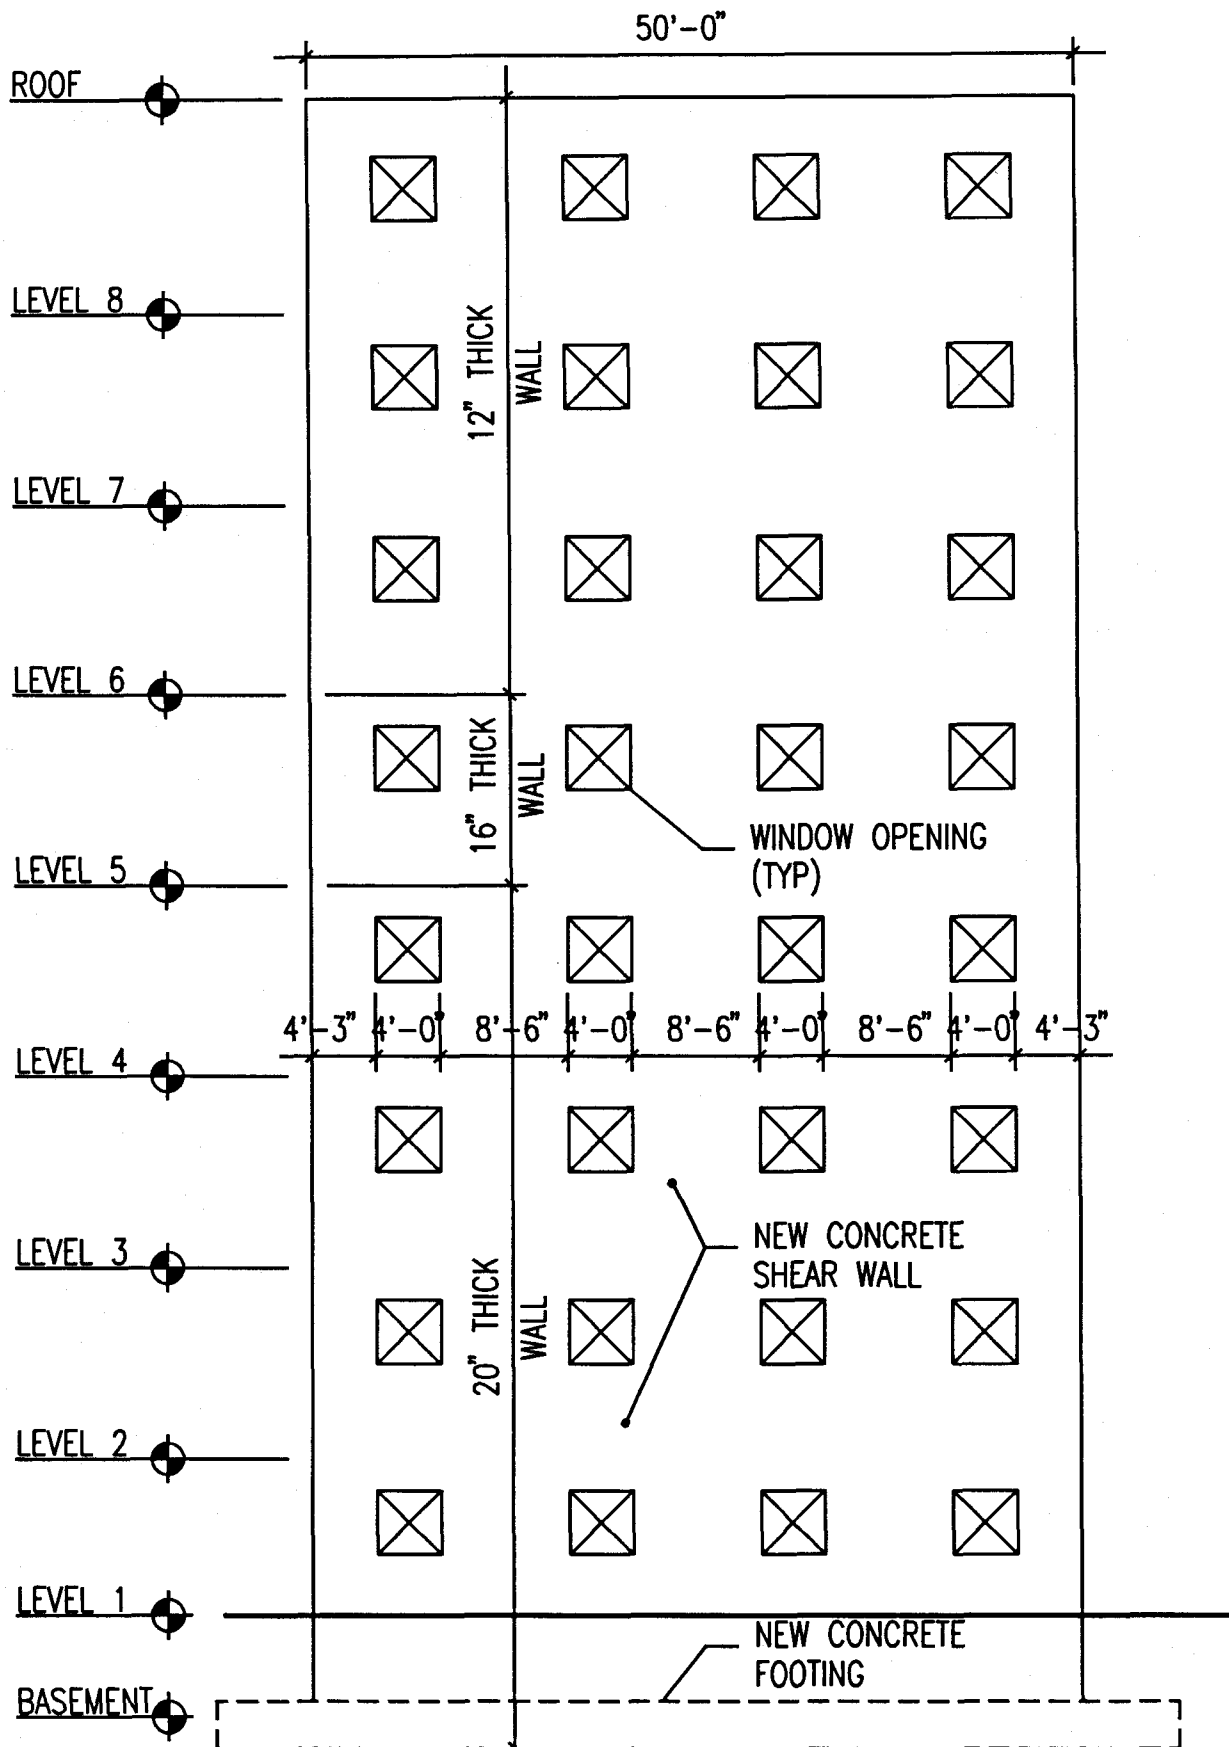 50'-0"
ROOF
LEVEL 8
12" THICK
WALL
LEVEL 7
LEVEL 6
16" THICK
WALL
WINDOW OPENING
(TYP)
LEVEL 5
4'-3" 4'-0" 8'-6" 4'-0" 8'-6" 4'-0" 8'-6" 4'-0" 4'-3"
LEVEL 4
NEW CONCRETE
SHEAR WALL
LEVEL 3
20" THICK
WALL
LEVEL 2
LEVEL 1
NEW CONCRETE
FOOTING
BASEMENT